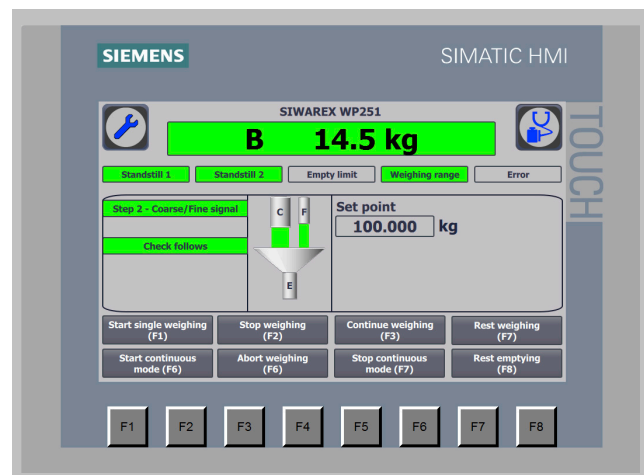 SIEMENS
SIMATIC HMI
TOUCH
SIWAREX WP251
B 14.5 kg
Standstill 1
Standstill 2
Empty limit
Weighing range
Error
Step 2 - Coarse/Fine signal
Check follows
C
F
E
Set point
100.000 kg
Start single weighing
(F1)
Stop weighing
(F2)
Continue weighing
(F3)
Rest weighing
(F7)
Start continuous
mode (F6)
Abort weighing
(F6)
Stop continuous
mode (F7)
Rest emptying
(F8)
F1
F2
F3
F4
F5
F6
F7
F8